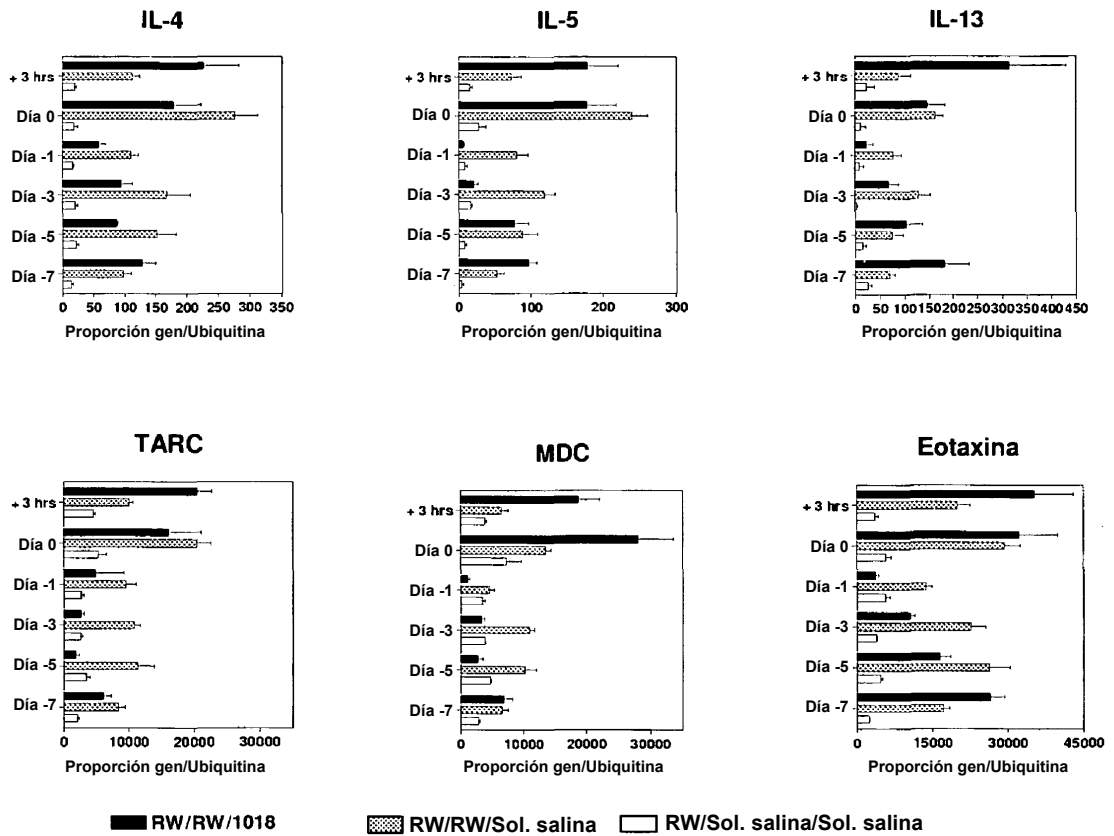 IL-4
IL-5
IL-13
+ 3 hrs
Día 0
Día -1
Día -3
Día -5
Día -7
0 50 100 150 200 250 300 350
Proporción gen/Ubiquitina
+ 3 hrs
Día 0
Día -1
Día -3
Día -5
Día -7
0 100 200 300
Proporción gen/Ubiquitina
+ 3 hrs
Día 0
Día -1
Día -3
Día -5
Día -7
0 50 100 150 200 250 300 350 400 450
Proporción gen/Ubiquitina
TARC
MDC
Eotaxina
+ 3 hrs
Día 0
Día -1
Día -3
Día -5
Día -7
0 10000 20000 30000
Proporción gen/Ubiquitina
+ 3 hrs
Día 0
Día -1
Día -3
Día -5
Día -7
0 10000 20000 30000
Proporción gen/Ubiquitina
+ 3 hrs
Día 0
Día -1
Día -3
Día -5
Día -7
0 15000 30000 45000
Proporción gen/Ubiquitina
RW/RW/1018 RW/RW/Sol. salina RW/Sol. salina/Sol. salina